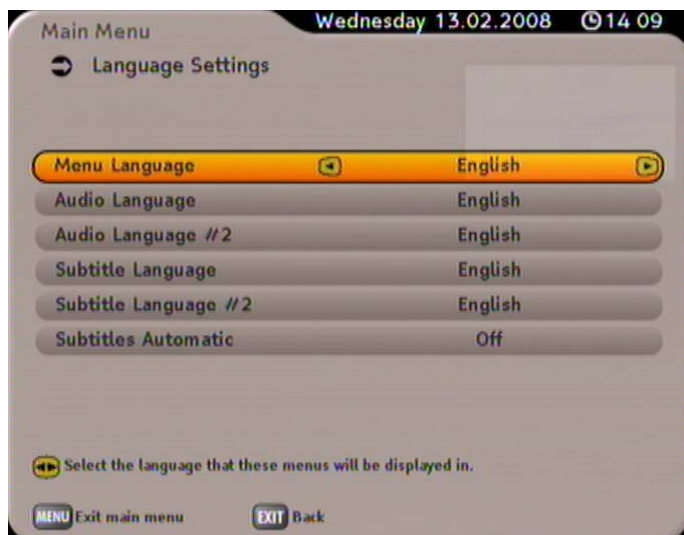 Main Menu
Wednesday 13.02.2008 14 09
Language Settings
Menu Language English
Audio Language English
Audio Language //2 English
Subtitle Language English
Subtitle Language //2 English
Subtitles Automatic Off
Select the language that these menus will be displayed in.
MENU Exit main menu EXIT Back